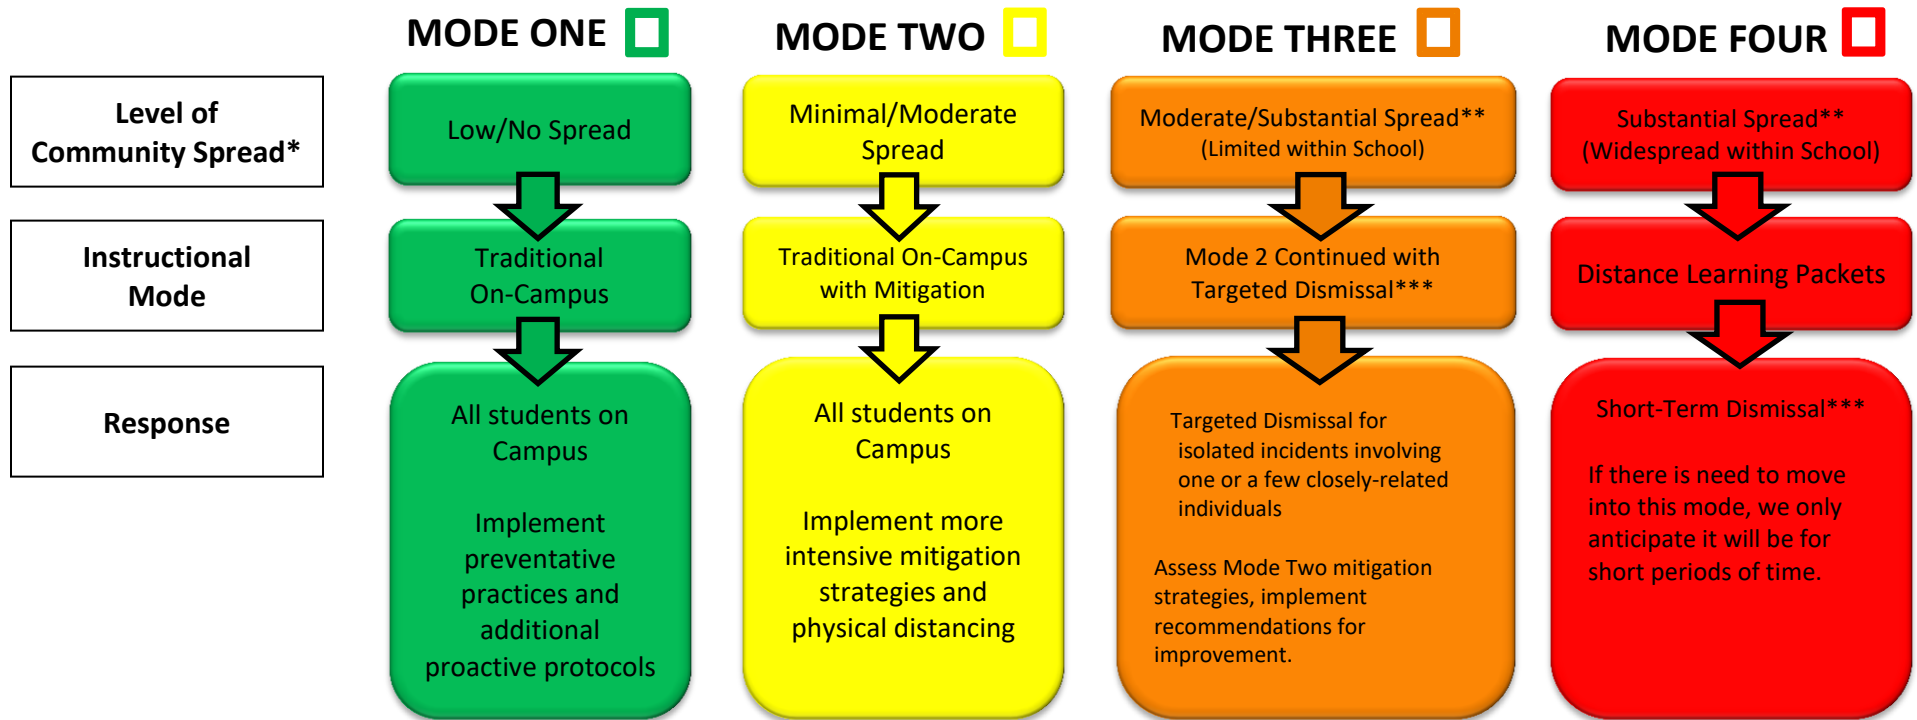 MODE ONE
MODE TWO
MODE THREE
MODE FOUR
Level of
Community Spread*
Low/No Spread
Minimal/Moderate
Spread
Moderate/Substantial Spread**
(Limited within School)
Substantial Spread**
(Widespread within School)
Instructional
Mode
Traditional
On-Campus
Traditional On-Campus
with Mitigation
Mode 2 Continued with
Targeted Dismissal***
Distance Learning Packets
Response
All students on
Campus
Implement
preventative
practices and
additional
proactive protocols
All students on
Campus
Implement more
intensive mitigation
strategies and
physical distancing
Targeted Dismissal for
isolated incidents involving
one or a few closely-related
individuals
Assess Mode Two mitigation
strategies, implement
recommendations for
improvement.
Short-Term Dismissal***
If there is need to move
into this mode, we only
anticipate it will be for
short periods of time.